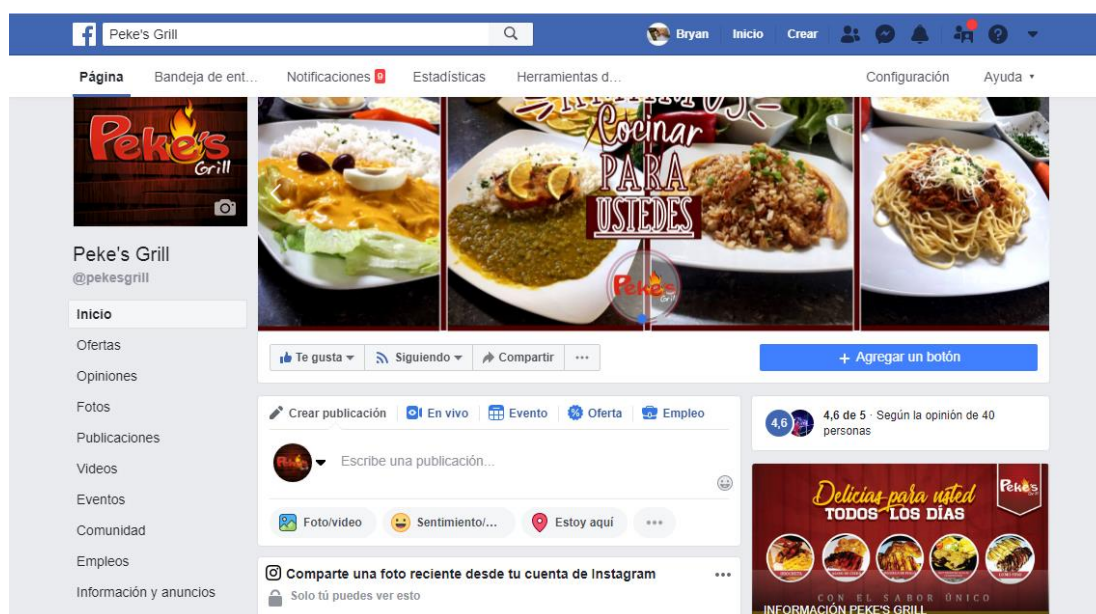 Peke's Grill
Bryan
Inicio
Crear
Página
Bandeja de ent...
Notificaciones 9
Estadísticas
Herramientas d...
Configuración
Ayuda
Peke's
Grill
Cocinar
PARA
USTEDES
Peke's
Grill
Peke's Grill
@pekesgrill
Inicio
Ofertas
Opiniones
Fotos
Publicaciones
Videos
Eventos
Comunidad
Empleos
Información y anuncios
Te gusta
Siguiendo
Compartir
+ Agregar un botón
Crear publicación
En vivo
Evento
Oferta
Empleo
Escribe una publicación...
Foto/video
Sentimiento/...
Estoy aquí
Comparte una foto reciente desde tu cuenta de Instagram
Solo tú puedes ver esto
4,6
4,6 de 5 · Según la opinión de 40
personas
Delicias para usted
TODOS LOS DÍAS
Peke's
CON EL SABOR ÚNICO
INFORMACIÓN PEKE'S GRILL